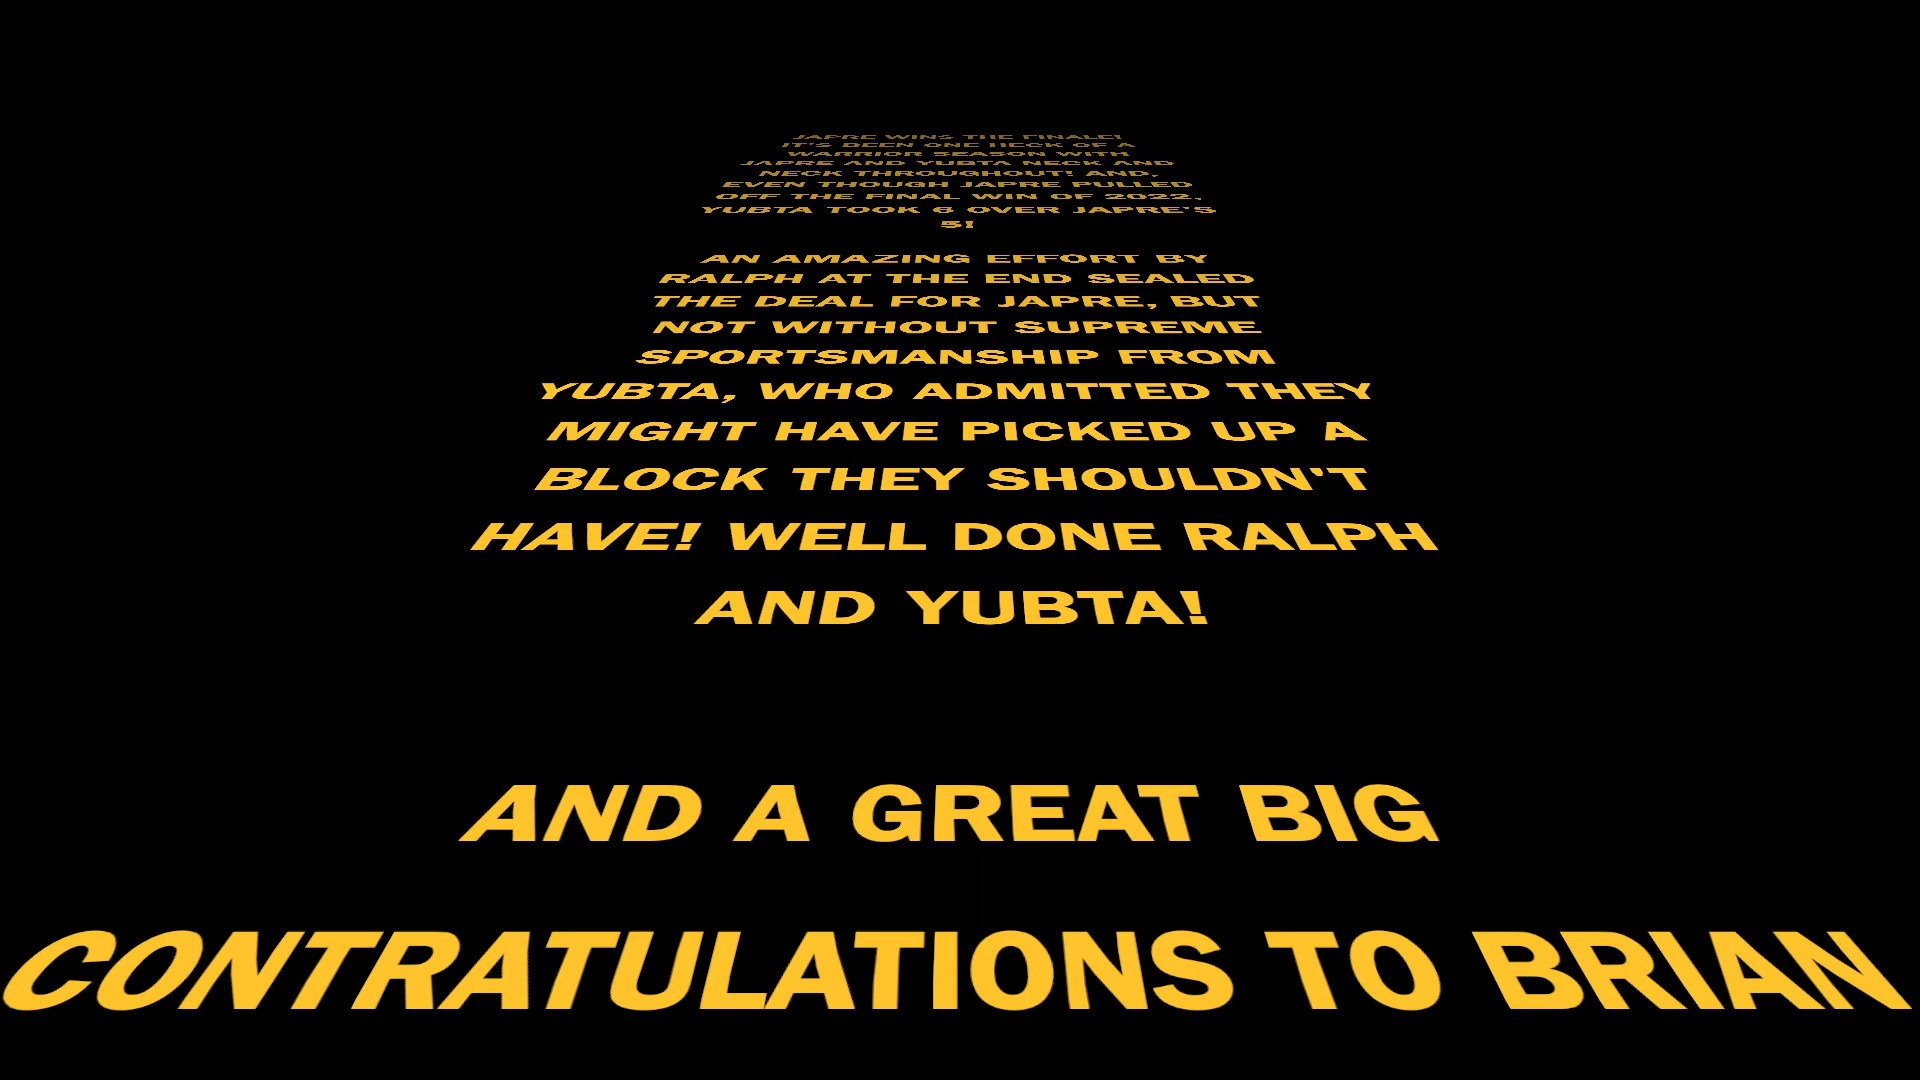 JAPRE WINS THE FINALE!
IT'S BEEN ONE HECK OF A
WARRIOR SEASON WITH
JAPRE AND YUBTA NECK AND
NECK THROUGHOUT! AND,
EVEN THOUGH JAPRE PULLED
OFF THE FINAL WIN OF 2022,
YUBTA TOOK 6 OVER JAPRE'S
5!
AN AMAZING EFFORT BY
RALPH AT THE END SEALED
THE DEAL FOR JAPRE, BUT
NOT WITHOUT SUPREME
SPORTSMANSHIP FROM
YUBTA, WHO ADMITTED THEY
MIGHT HAVE PICKED UP A
BLOCK THEY SHOULDN'T
HAVE! WELL DONE RALPH
AND YUBTA!
AND A GREAT BIG
CONTRATULATIONS TO BRIAN